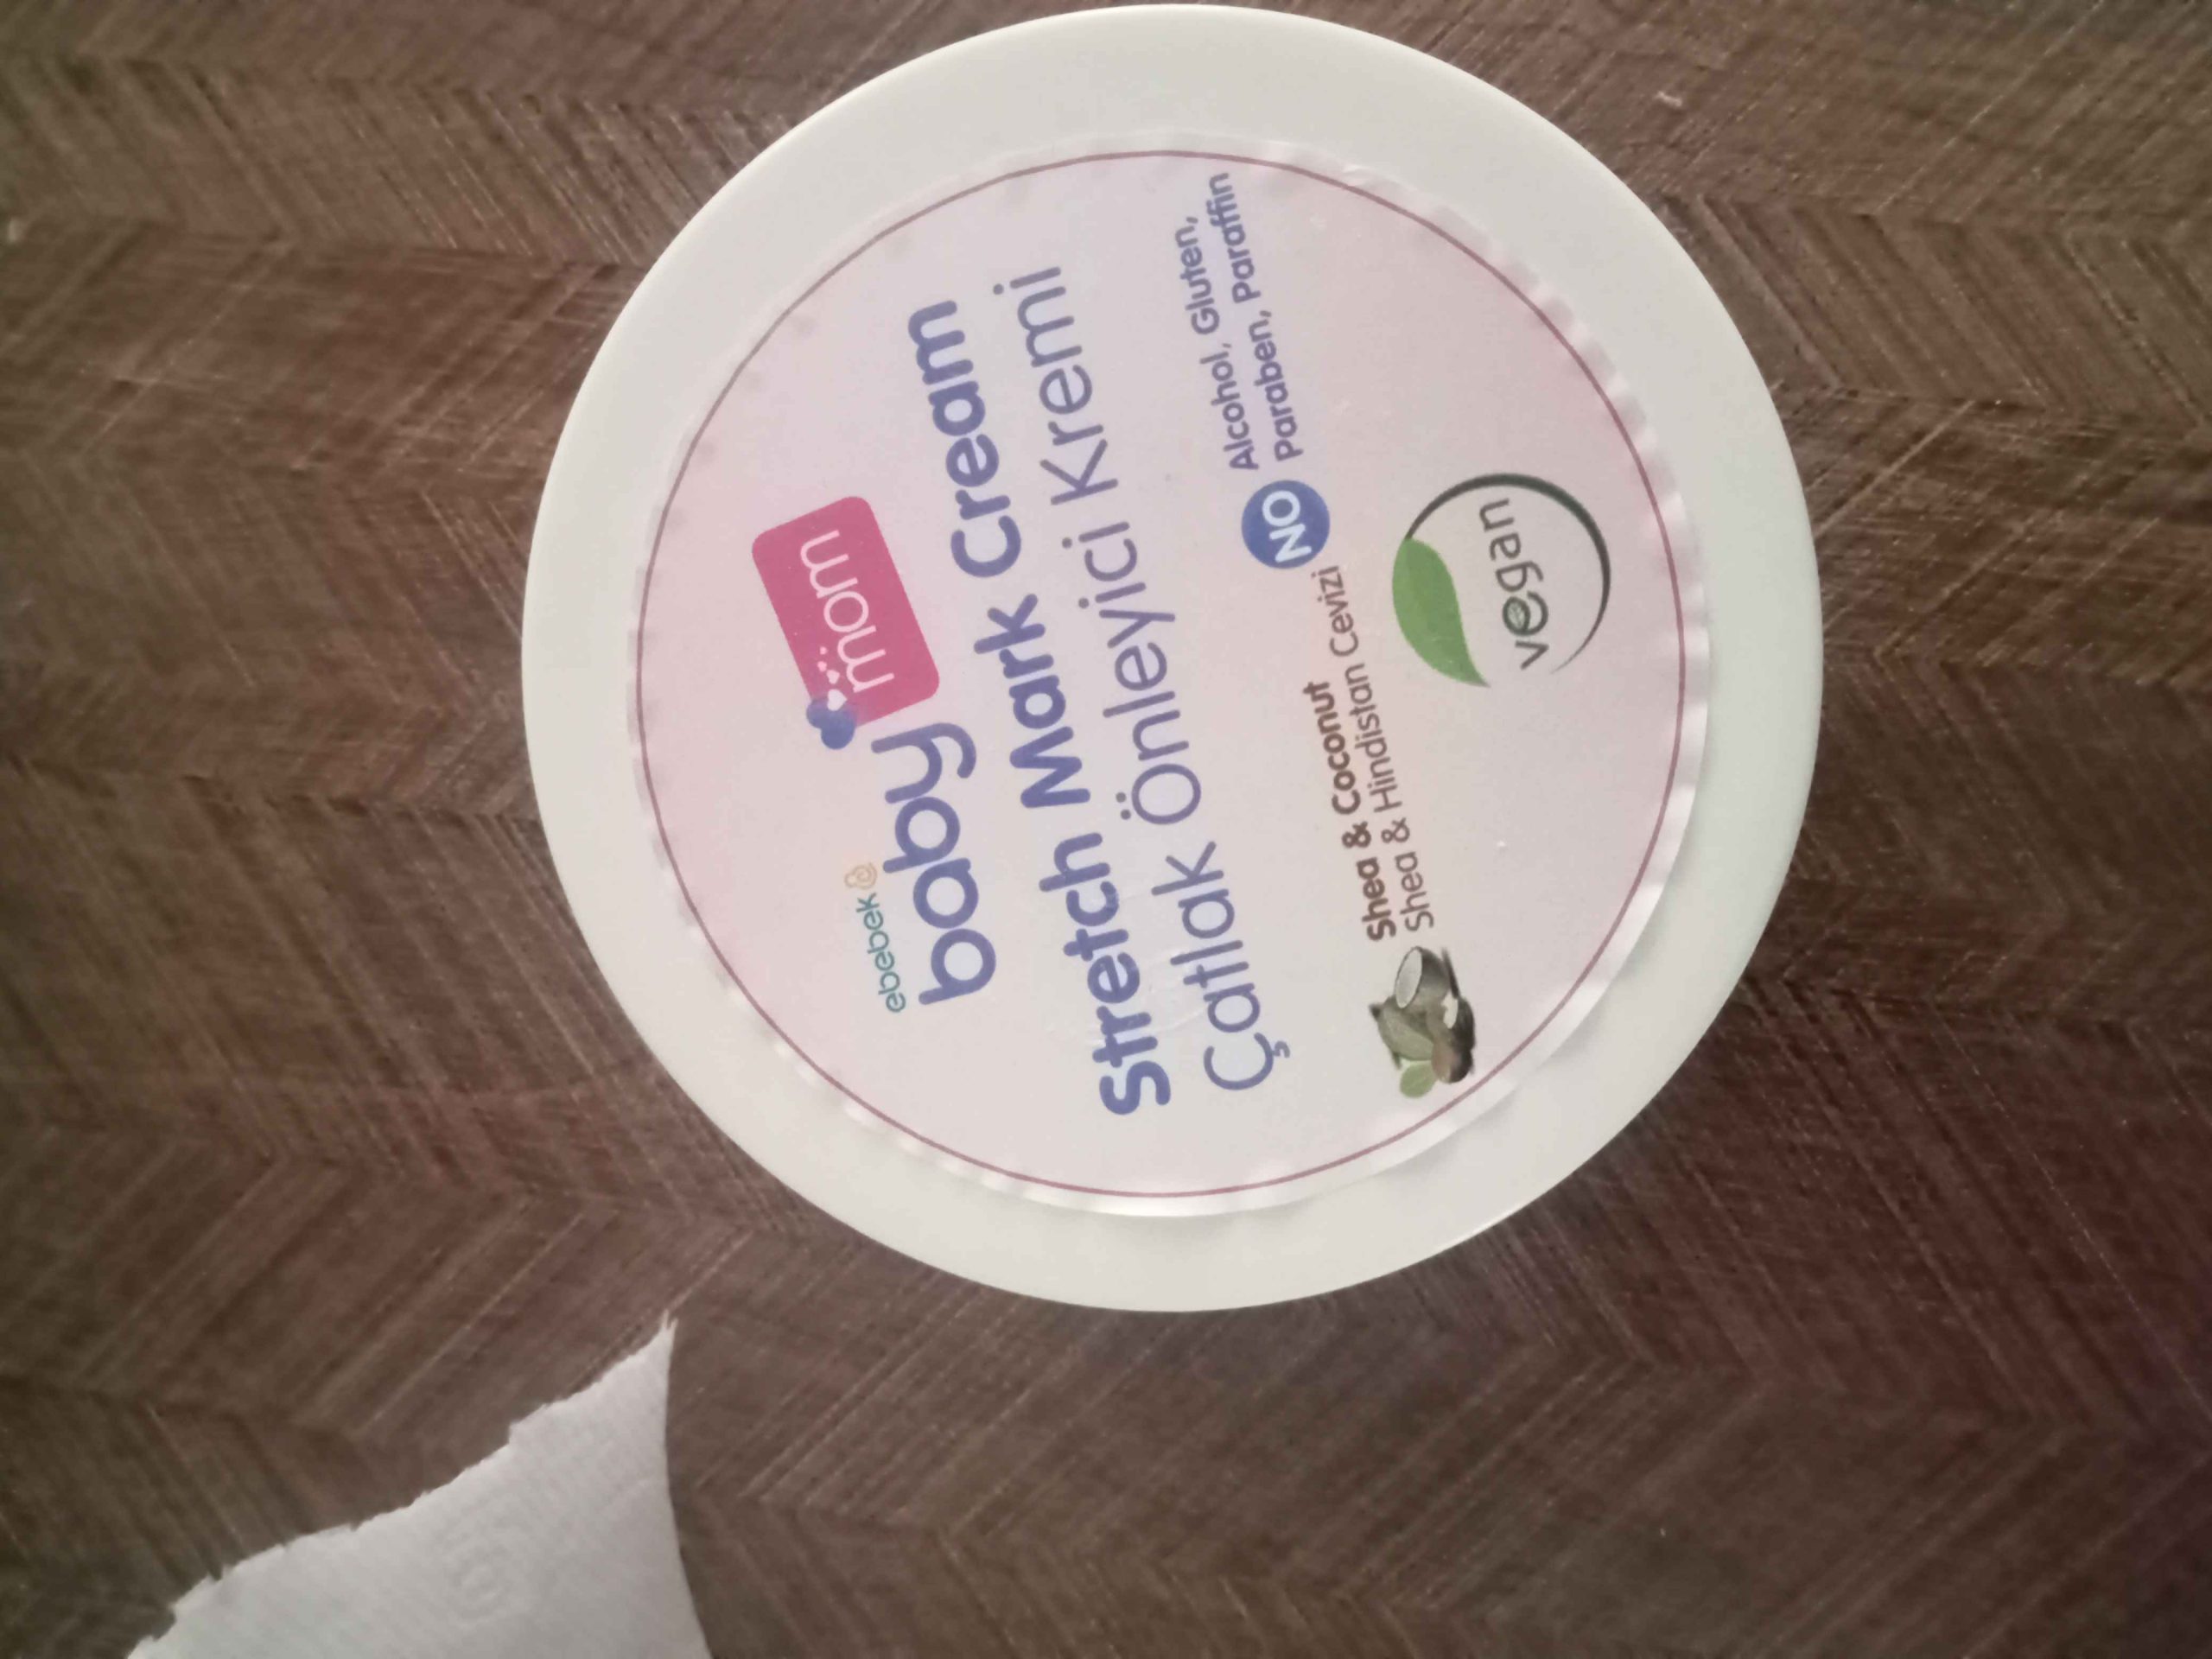 ebebek
baby mom
Stretch Mark Cream
Çatlak Önleyici Kremi
Shea & Coconut
Shea & Hindistan Cevizi
NO
Alcohol, Gluten,
Paraben, Paraffin
vegan